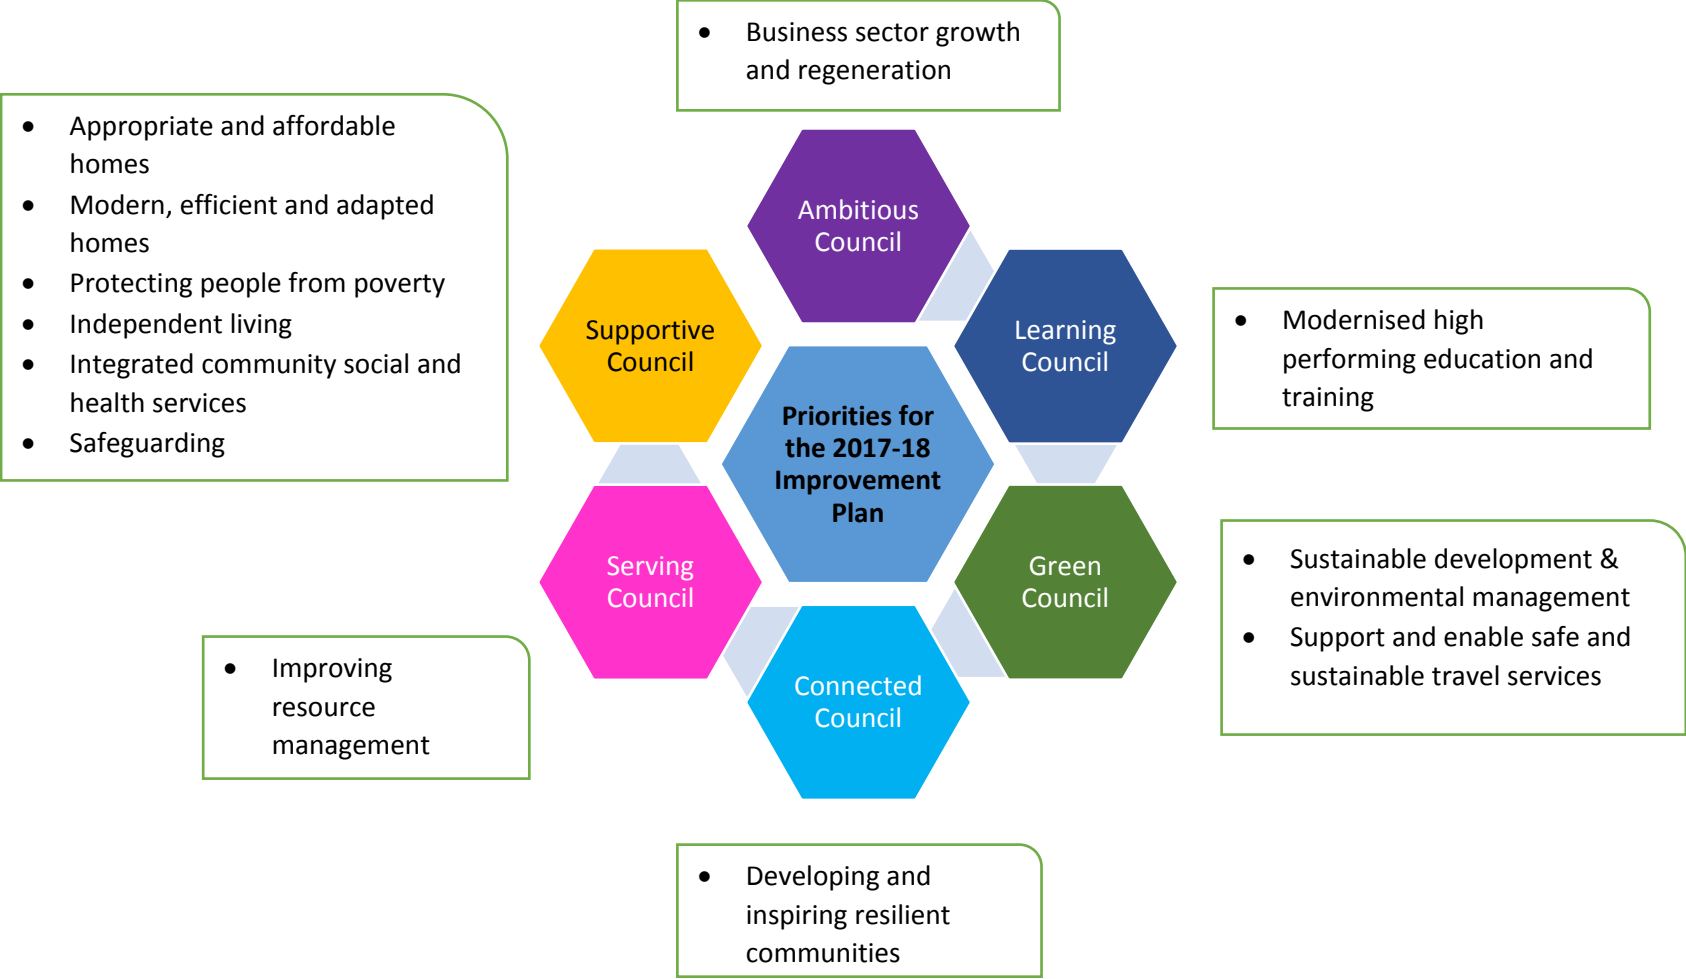 • Business sector growth
and regeneration
• Appropriate and affordable
homes
• Modern, efficient and adapted
homes
• Protecting people from poverty
• Independent living
• Integrated community social and
health services
• Safeguarding
Ambitious
Council
Supportive
Council
Learning
Council
• Modernised high
performing education and
training
Priorities for
the 2017-18
Improvement
Plan
Serving
Council
Green
Council
• Sustainable development &
environmental management
• Support and enable safe and
sustainable travel services
• Improving
resource
management
Connected
Council
• Developing and
inspiring resilient
communities